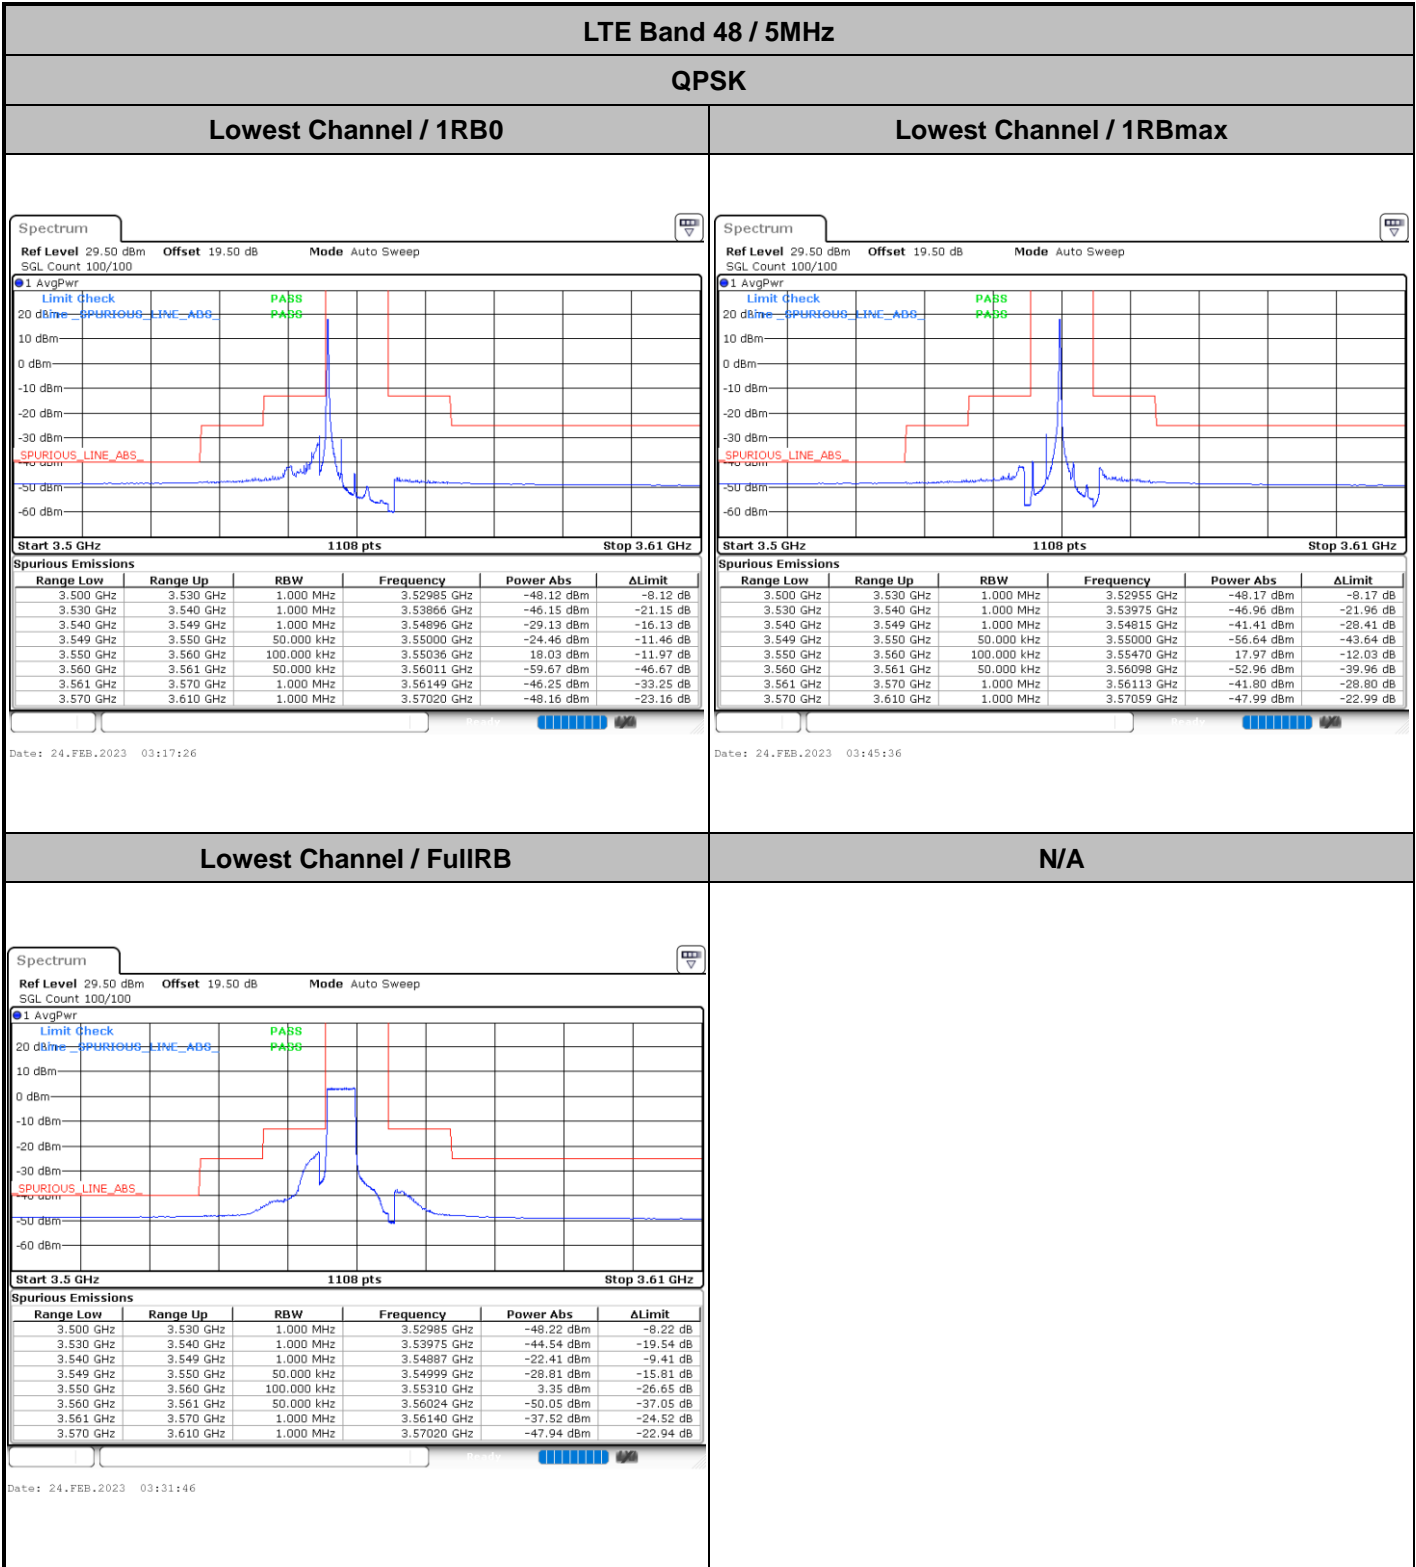 LTE Band 48 / 5MHz
QPSK
Lowest Channel / 1RB0
Lowest Channel / 1RBmax
Spectrum
Ref Level 29.50 dBm Offset 19.50 dB Mode Auto Sweep
SGL Count 100/100
1 AvgPwr
Limit Check PASS
20 dBm Line _SPURIOUS_LINE_ABS_ PASS
10 dBm
0 dBm
-10 dBm
-20 dBm
-30 dBm
_SPURIOUS_LINE_ABS_
-40 dBm
-50 dBm
-60 dBm
Start 3.5 GHz 1108 pts Stop 3.61 GHz
Spurious Emissions
Range Low Range Up RBW Frequency Power Abs ΔLimit
3.500 GHz 3.530 GHz 1.000 MHz 3.52985 GHz -48.12 dBm -8.12 dB
3.530 GHz 3.540 GHz 1.000 MHz 3.53866 GHz -46.15 dBm -21.15 dB
3.540 GHz 3.549 GHz 1.000 MHz 3.54896 GHz -29.13 dBm -16.13 dB
3.549 GHz 3.550 GHz 50.000 kHz 3.55000 GHz -24.46 dBm -11.46 dB
3.550 GHz 3.560 GHz 100.000 kHz 3.55036 GHz 18.03 dBm -11.97 dB
3.560 GHz 3.561 GHz 50.000 kHz 3.56011 GHz -59.67 dBm -46.67 dB
3.561 GHz 3.570 GHz 1.000 MHz 3.56149 GHz -46.25 dBm -33.25 dB
3.570 GHz 3.610 GHz 1.000 MHz 3.57020 GHz -48.16 dBm -23.16 dB
Ready
Date: 24.FEB.2023 03:17:26
Spectrum
Ref Level 29.50 dBm Offset 19.50 dB Mode Auto Sweep
SGL Count 100/100
1 AvgPwr
Limit Check PASS
20 dBm Line _SPURIOUS_LINE_ABS_ PASS
10 dBm
0 dBm
-10 dBm
-20 dBm
-30 dBm
_SPURIOUS_LINE_ABS_
-40 dBm
-50 dBm
-60 dBm
Start 3.5 GHz 1108 pts Stop 3.61 GHz
Spurious Emissions
Range Low Range Up RBW Frequency Power Abs ΔLimit
3.500 GHz 3.530 GHz 1.000 MHz 3.52955 GHz -48.17 dBm -8.17 dB
3.530 GHz 3.540 GHz 1.000 MHz 3.53975 GHz -46.96 dBm -21.96 dB
3.540 GHz 3.549 GHz 1.000 MHz 3.54815 GHz -41.41 dBm -28.41 dB
3.549 GHz 3.550 GHz 50.000 kHz 3.55000 GHz -56.64 dBm -43.64 dB
3.550 GHz 3.560 GHz 100.000 kHz 3.55470 GHz 17.97 dBm -12.03 dB
3.560 GHz 3.561 GHz 50.000 kHz 3.56098 GHz -52.96 dBm -39.96 dB
3.561 GHz 3.570 GHz 1.000 MHz 3.56113 GHz -41.80 dBm -28.80 dB
3.570 GHz 3.610 GHz 1.000 MHz 3.57059 GHz -47.99 dBm -22.99 dB
Ready
Date: 24.FEB.2023 03:45:36
Lowest Channel / FullRB
N/A
Spectrum
Ref Level 29.50 dBm Offset 19.50 dB Mode Auto Sweep
SGL Count 100/100
1 AvgPwr
Limit Check PASS
20 dBm Line _SPURIOUS_LINE_ABS_ PASS
10 dBm
0 dBm
-10 dBm
-20 dBm
-30 dBm
_SPURIOUS_LINE_ABS_
-40 dBm
-50 dBm
-60 dBm
Start 3.5 GHz 1108 pts Stop 3.61 GHz
Spurious Emissions
Range Low Range Up RBW Frequency Power Abs ΔLimit
3.500 GHz 3.530 GHz 1.000 MHz 3.52985 GHz -48.22 dBm -8.22 dB
3.530 GHz 3.540 GHz 1.000 MHz 3.53975 GHz -44.54 dBm -19.54 dB
3.540 GHz 3.549 GHz 1.000 MHz 3.54887 GHz -22.41 dBm -9.41 dB
3.549 GHz 3.550 GHz 50.000 kHz 3.54999 GHz -28.81 dBm -15.81 dB
3.550 GHz 3.560 GHz 100.000 kHz 3.55310 GHz 3.35 dBm -26.65 dB
3.560 GHz 3.561 GHz 50.000 kHz 3.56024 GHz -50.05 dBm -37.05 dB
3.561 GHz 3.570 GHz 1.000 MHz 3.56140 GHz -37.52 dBm -24.52 dB
3.570 GHz 3.610 GHz 1.000 MHz 3.57020 GHz -47.94 dBm -22.94 dB
Ready
Date: 24.FEB.2023 03:31:46